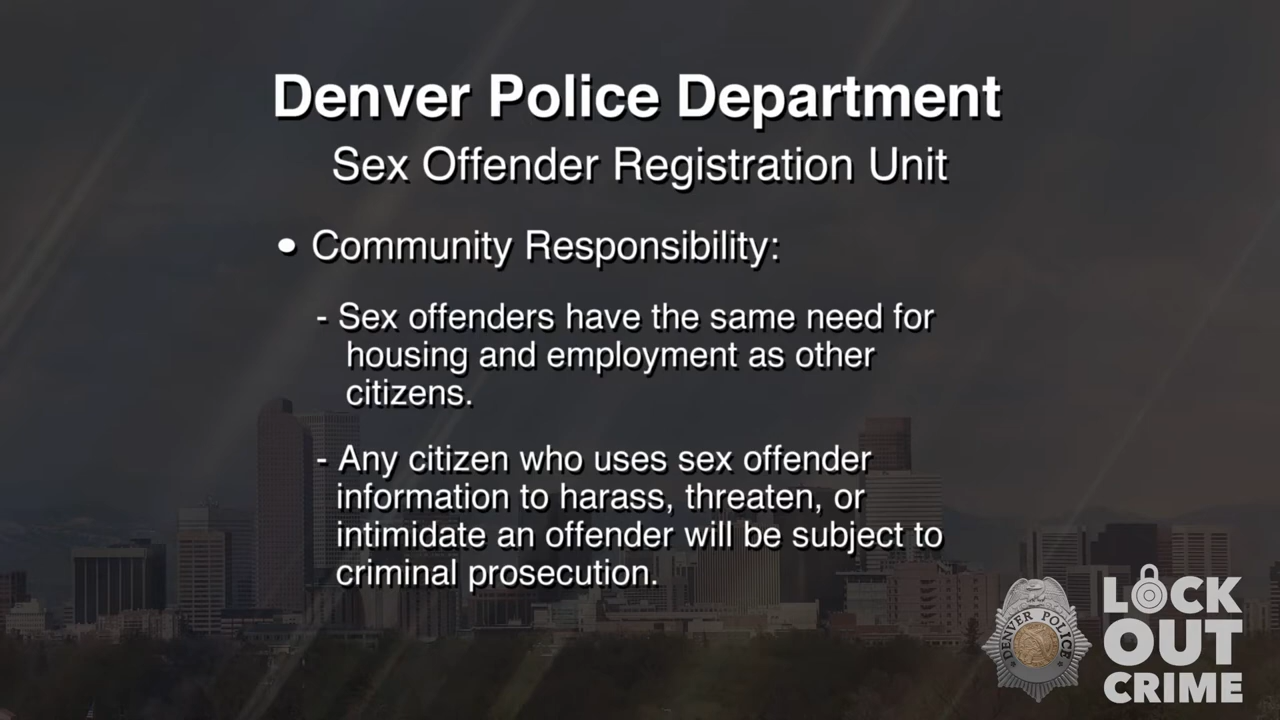 Denver Police Department
Sex Offender Registration Unit
• Community Responsibility:
- Sex offenders have the same need for
housing and employment as other
citizens.
- Any citizen who uses sex offender
information to harass, threaten, or
intimidate an offender will be subject to
criminal prosecution.
DENVER POLICE
LOCK
OUT
CRIME